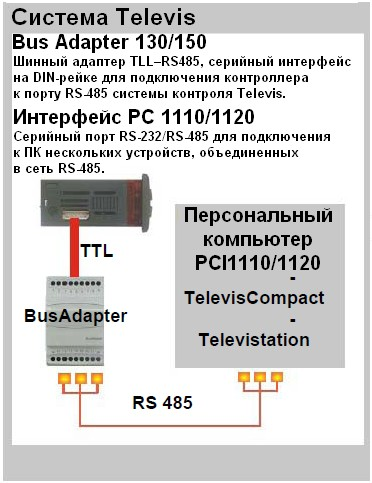 Система Televis
Bus Adapter 130/150
Шинный адаптер TLL–RS485, серийный интерфейс
на DIN-рейке для подключения контроллера
к порту RS-485 системы контроля Televis.
Интерфейс PC 1110/1120
Серийный порт RS-232/RS-485 для подключения
к ПК нескольких устройств, объединенных
в сеть RS-485.
TTL
BusAdapter
Персональный
компьютер
PCI1110/1120
-
TelevisCompact
-
Televistation
RS 485